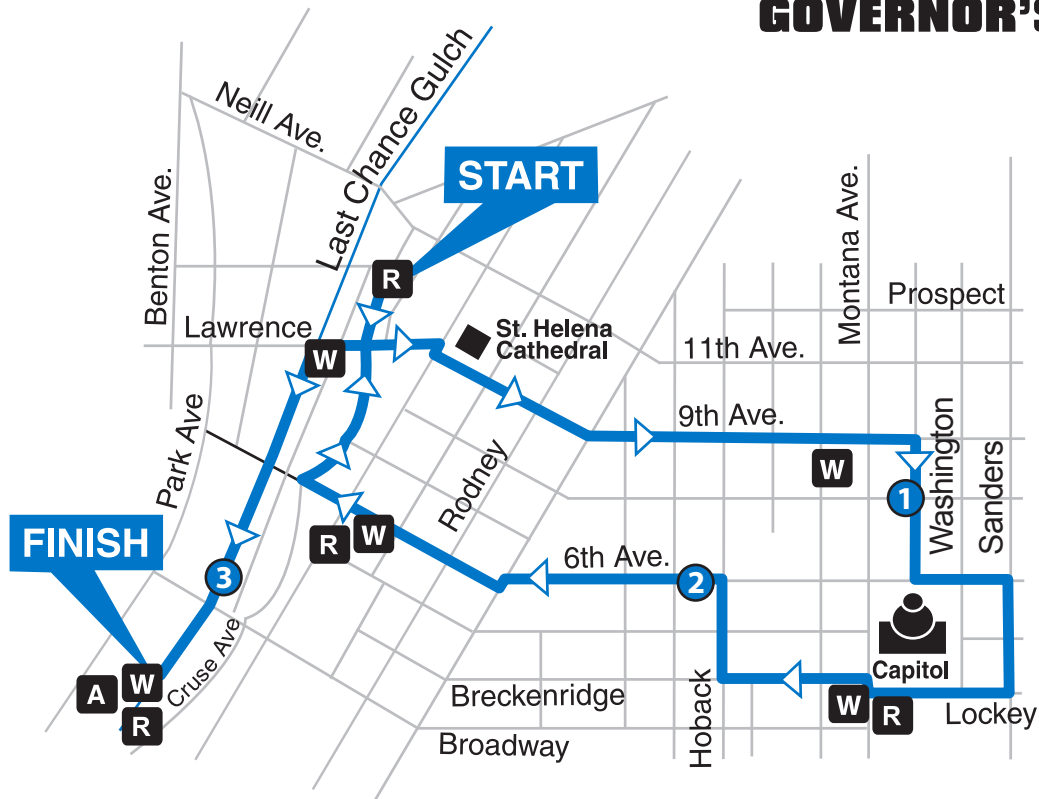 GOVERNOR'S
Neill Ave.
Last Chance Gulch
START
Benton Ave.
Montana Ave.
R
Prospect
Lawrence
W
St. Helena
Cathedral
11th Ave.
Park Ave
9th Ave.
Rodney
W
Washington
Sanders
1
FINISH
R
W
6th Ave.
2
3
Cruse Ave
Capitol
A
W
R
Breckenridge
Hoback
W
R
Lockey
Broadway